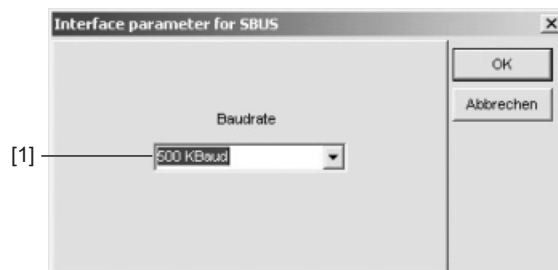 Interface parameter for SBUS
OK
Abbrechen
Baudrate
[1]
500 KBaud